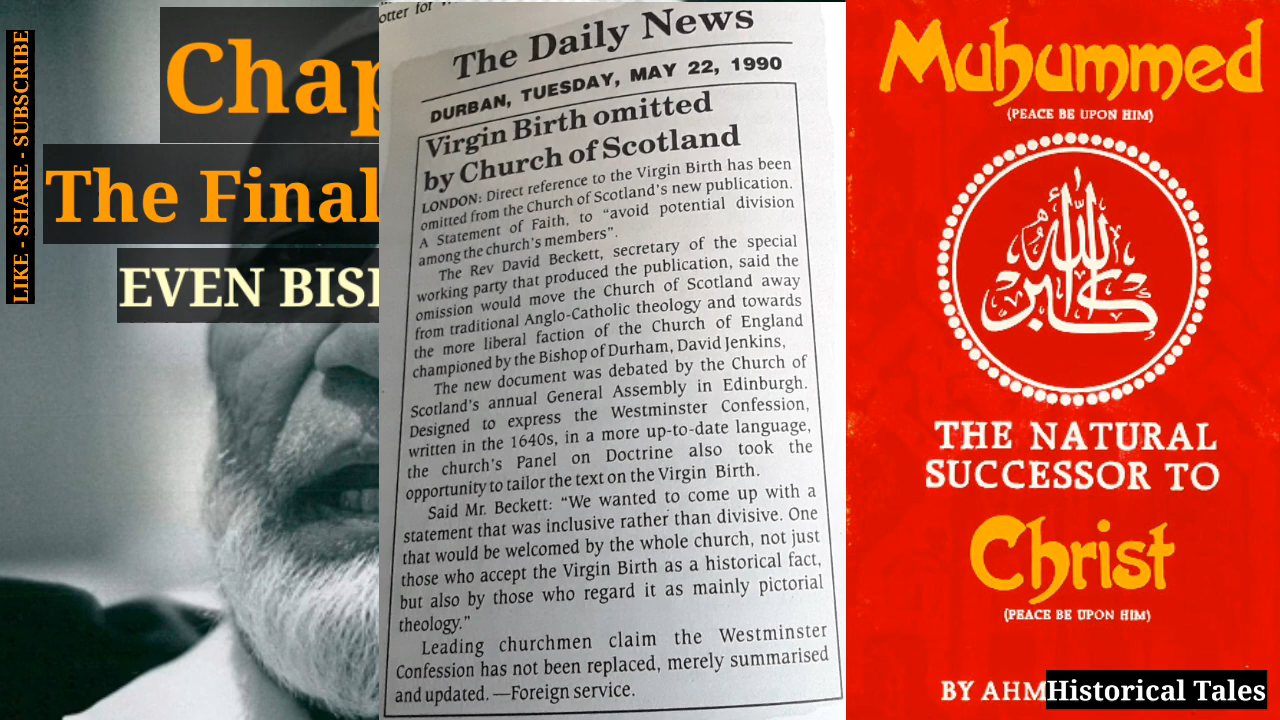 LIKE - SHARE - SUBSCRIBE
Chap
The Final
EVEN BISH
otter for
The Daily News
DURBAN, TUESDAY, MAY 22, 1990
Virgin Birth omitted
by Church of Scotland
LONDON: Direct reference to the Virgin Birth has been
omitted from the Church of Scotland's new publication.
A Statement of Faith, to "avoid potential division
among the church's members".
The Rev David Beckett, secretary of the special
working party that produced the publication, said the
omission would move the Church of Scotland away
from traditional Anglo-Catholic theology and towards
the more liberal faction of the Church of England
championed by the Bishop of Durham, David Jenkins,
The new document was debated by the Church of
Scotland's annual General Assembly in Edinburgh.
Designed to express the Westminster Confession,
written in the 1640s, in a more up-to-date language,
the church's Panel on Doctrine also took the
opportunity to tailor the text on the Virgin Birth.
Said Mr. Beckett: "We wanted to come up with a
statement that was inclusive rather than divisive. One
that would be welcomed by the whole church, not just
those who accept the Virgin Birth as a historical fact,
but also by those who regard it as mainly pictorial
theology."
Leading churchmen claim the Westminster
Confession has not been replaced, merely summarised
and updated. —Foreign service.
Muhummed
(PEACE BE UPON HIM)
الله أكبر
THE NATURAL
SUCCESSOR TO
Christ
(PEACE BE UPON HIM)
BY AHM
Historical Tales